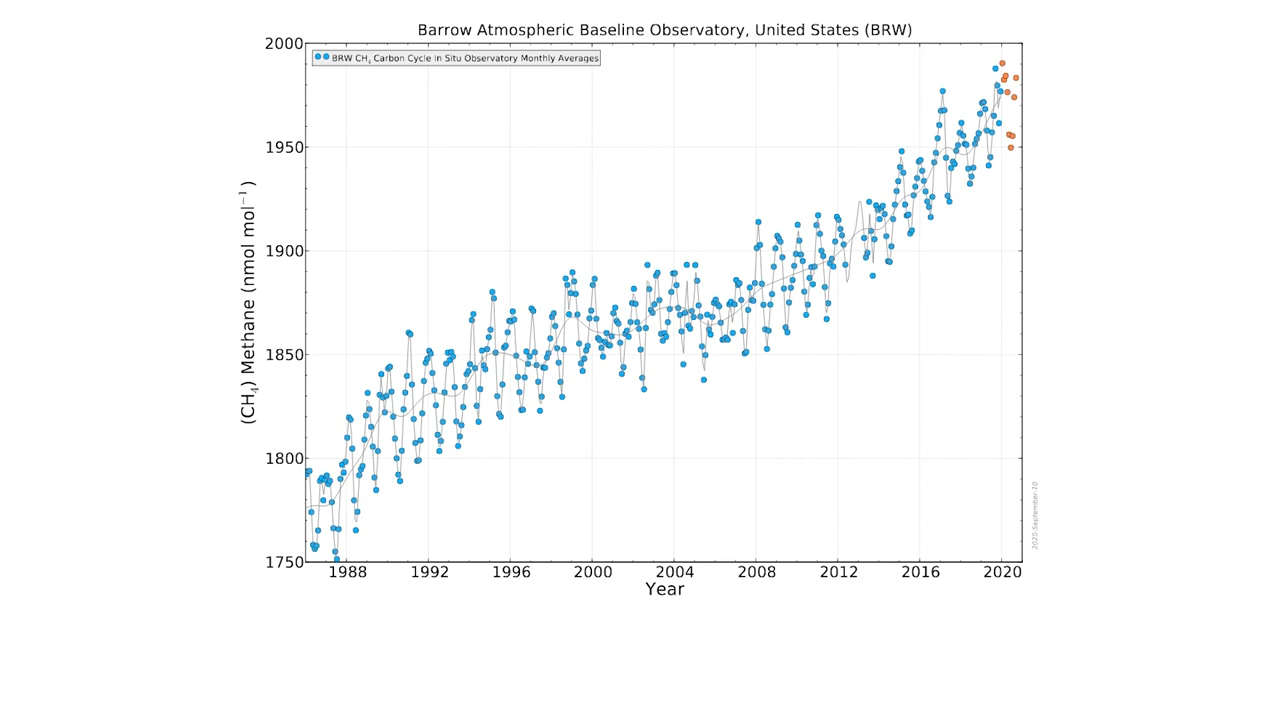 Barrow Atmospheric Baseline Observatory, United States (BRW)
BRW CH₄ Carbon Cycle In Situ Observatory Monthly Averages
(CH₄) Methane (nmol mol⁻¹ )
2000
1950
1900
1850
1800
1750
1988 1992 1996 2000 2004 2008 2012 2016 2020
Year
2020-September-10